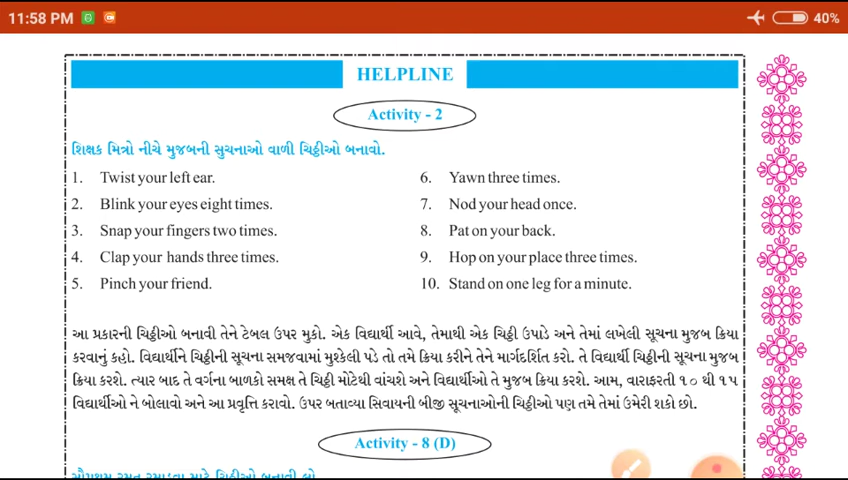 11:58 PM
40%
HELPLINE
Activity - 2
શિક્ષક મિત્રો નીચે મુજબની સુચનાઓ વાળી ચિઠ્ઠીઓ બનાવો.
1. Twist your left ear.
2. Blink your eyes eight times.
3. Snap your fingers two times.
4. Clap your hands three times.
5. Pinch your friend.
6. Yawn three times.
7. Nod your head once.
8. Pat on your back.
9. Hop on your place three times.
10. Stand on one leg for a minute.
આ પ્રકારની ચિઠ્ઠીઓ બનાવી તેને ટેબલ ઉપર મુકો. એક વિદ્યાર્થી આવે, તેમાથી એક ચિઠ્ઠી ઉપાડે અને તેમાં લખેલી સૂચના મુજબ ક્રિયા
કરવાનું કહો. વિદ્યાર્થીને ચિઠ્ઠીની સૂચના સમજવામાં મુશ્કેલી પડે તો તમે ક્રિયા કરીને તેને માર્ગદર્શિત કરો. તે વિદ્યાર્થી ચિઠ્ઠીની સૂચના મુજબ
ક્રિયા કરશે. ત્યાર બાદ તે વર્ગના બાળકો સમક્ષ તે ચિઠ્ઠી મોટેથી વાંચશે અને વિદ્યાર્થીઓ તે મુજબ ક્રિયા કરશે. આમ, વારાફરતી ૧૦ થી ૧૫
વિદ્યાર્થીઓ ને બોલાવો અને આ પ્રવૃત્તિ કરાવો. ઉપર બતાવ્યા સિવાયની બીજી સૂચનાઓની ચિઠ્ઠીઓ પણ તમે તેમાં ઉમેરી શકો છો.
Activity - 8 (D)